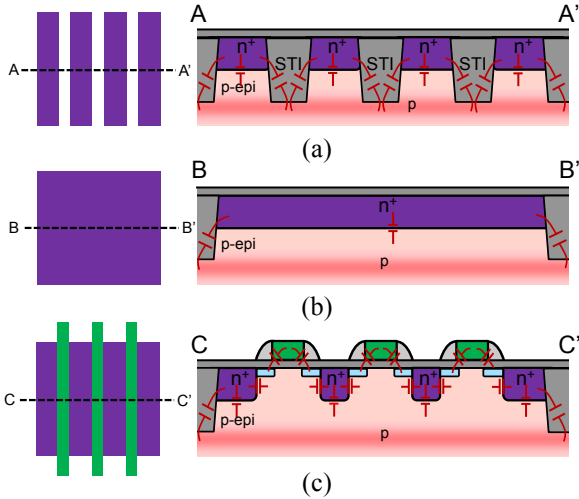 A A’
A A’
n+ STI n+ STI n+ STI n+
p-epi
p
(a)
B B’
B B’
n+
p-epi
p
(b)
C C’
C C’
n+ n+ n+ n+
p-epi
p
(c)